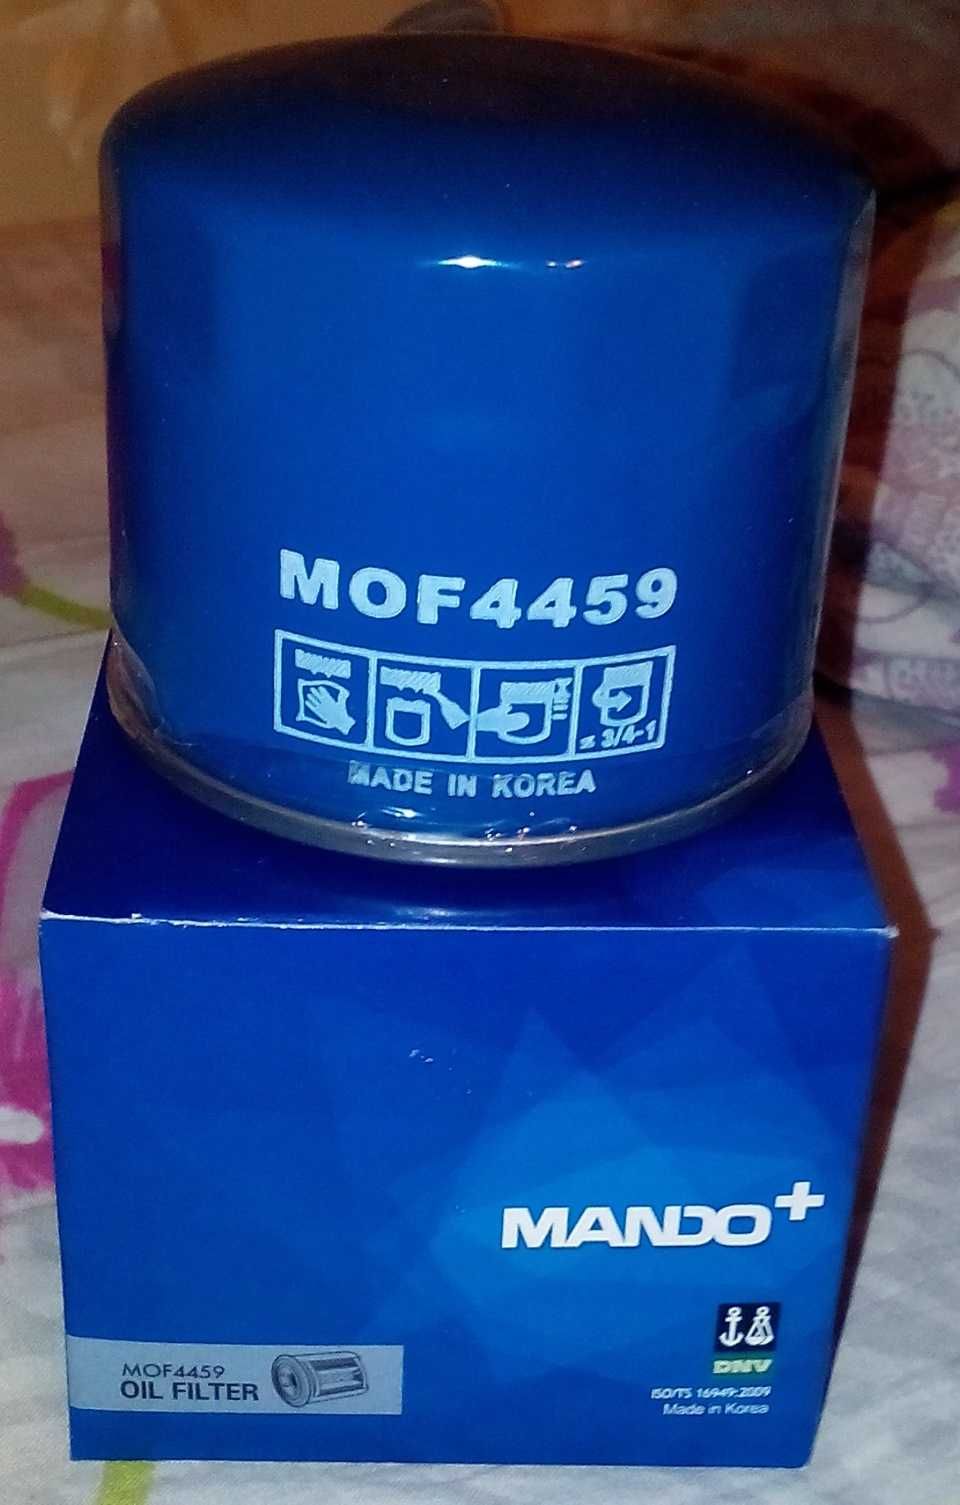 MOF4459
≤ 3/4-1
MADE IN KOREA
MANDO+
DNV
ISO/TS 16949:2009
Made in Korea
MOF4459
OIL FILTER